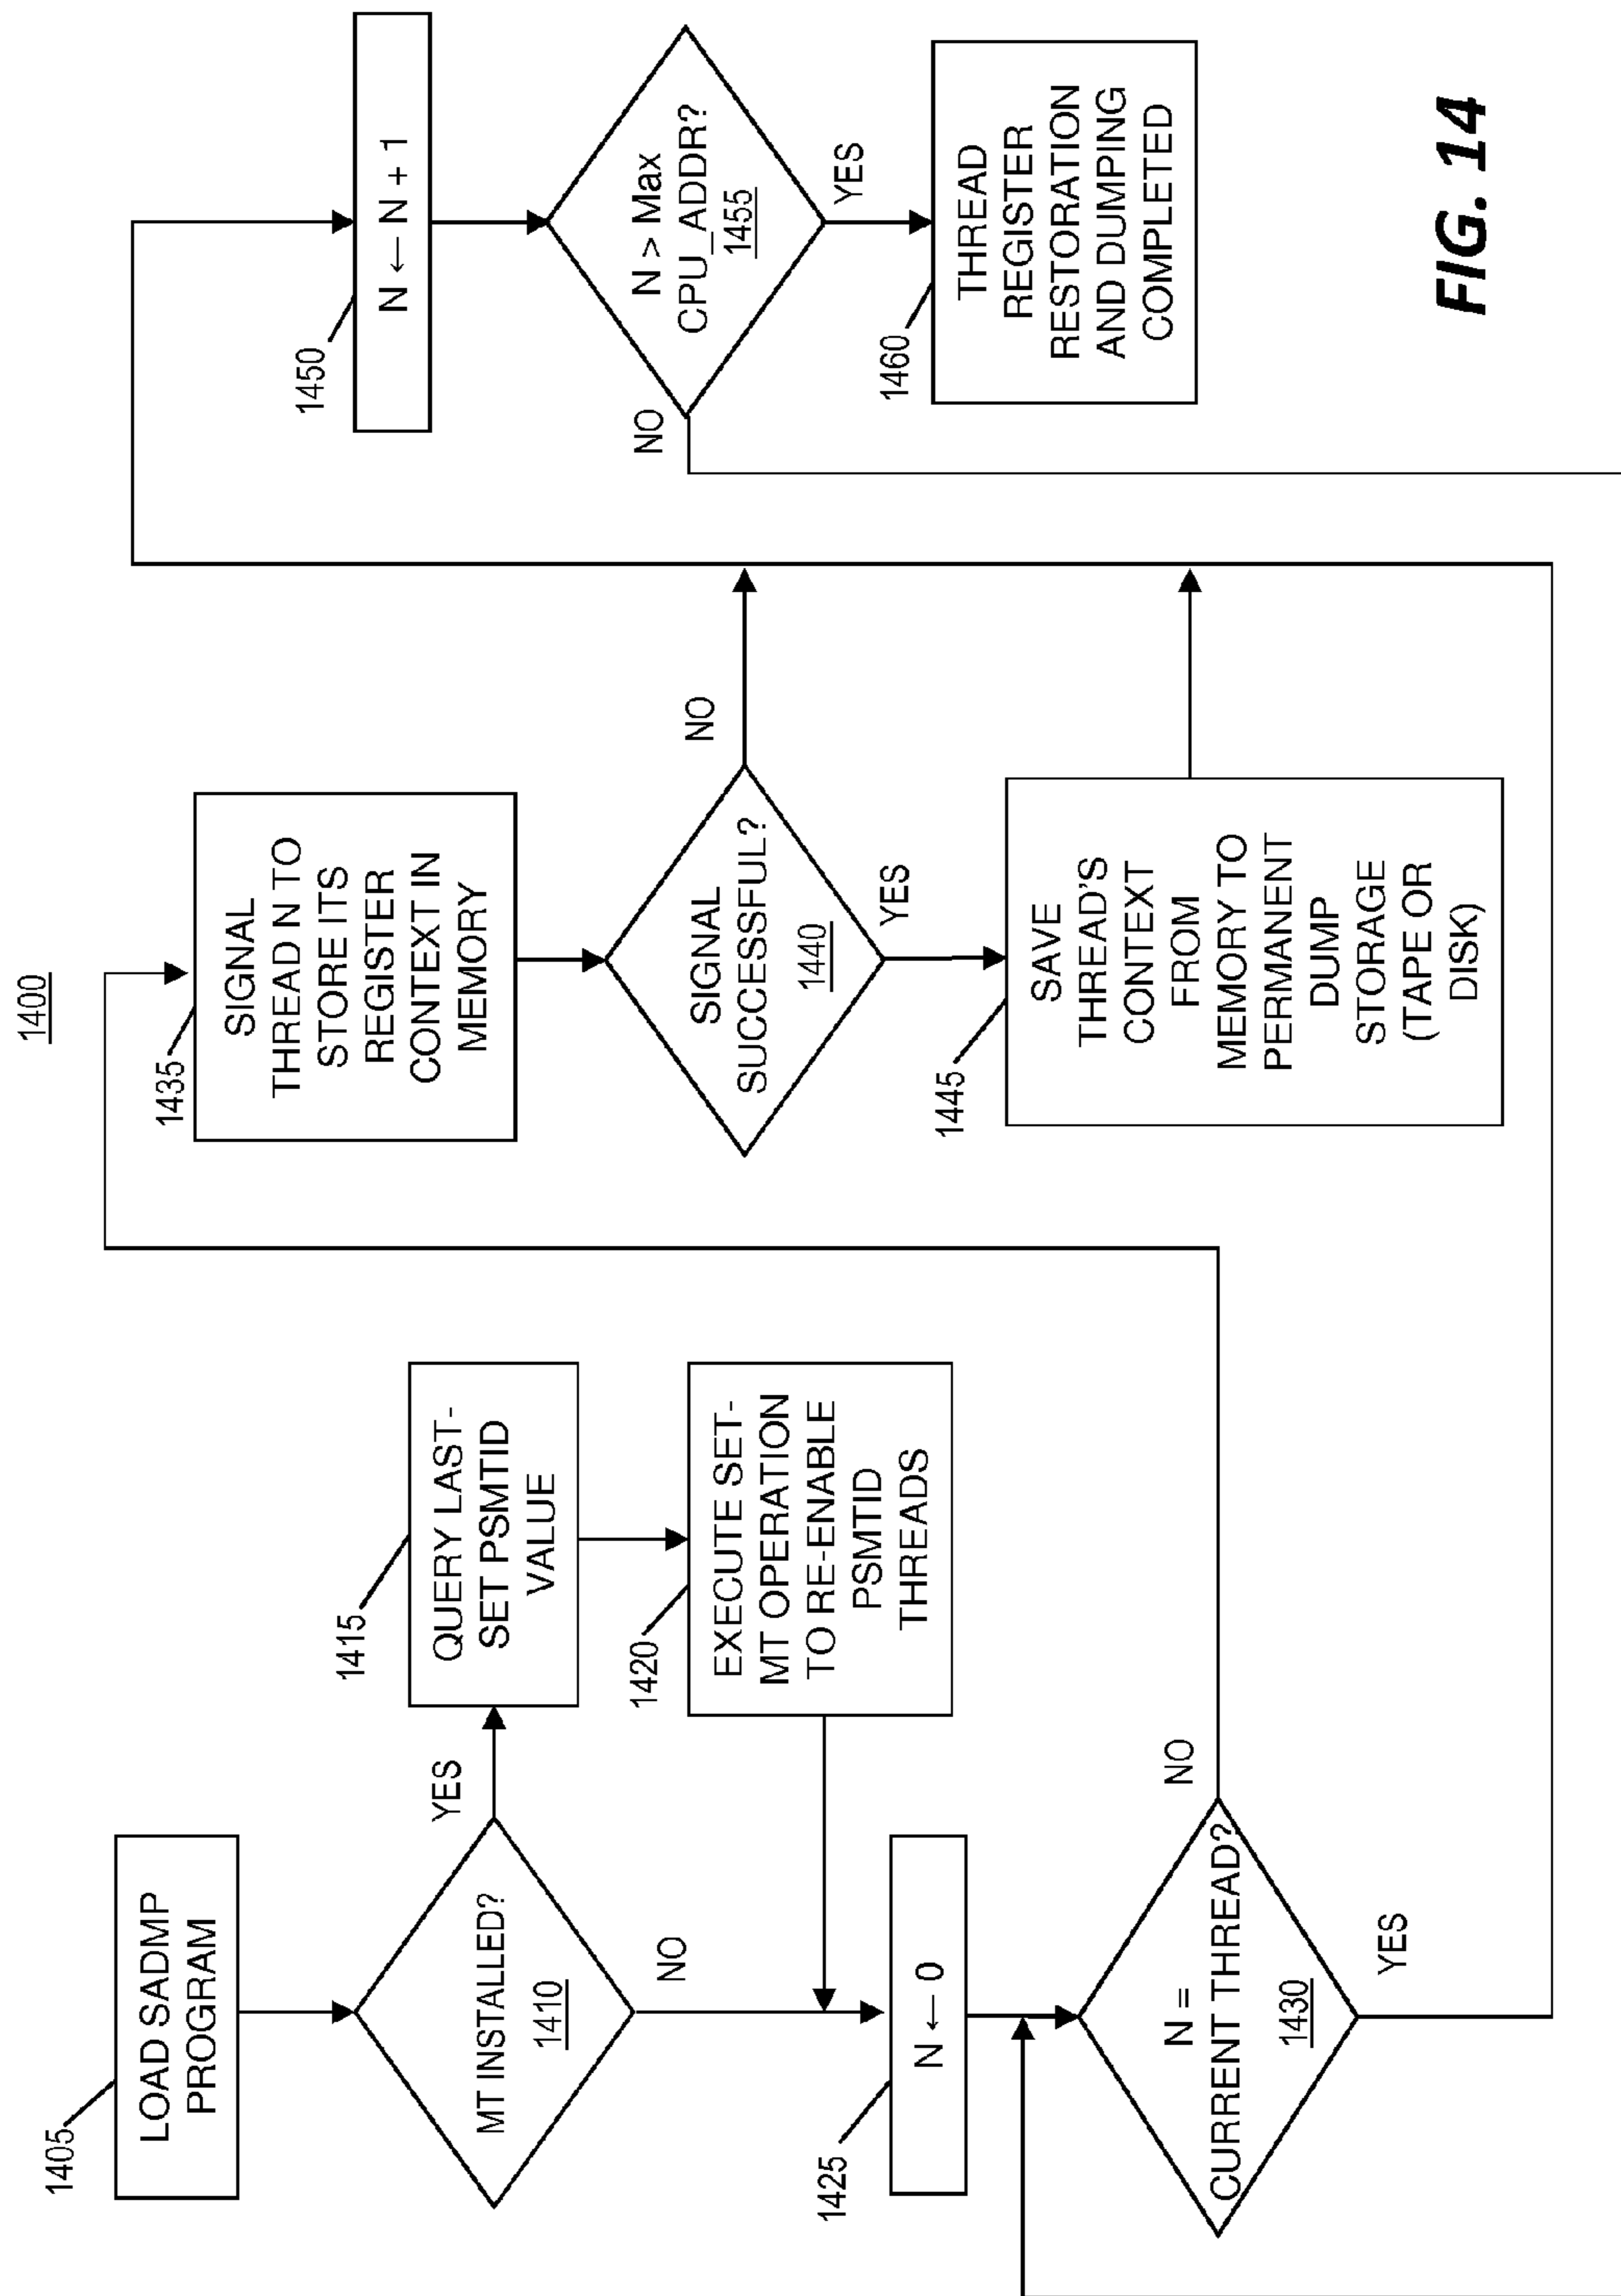 1400
1405
LOAD SADMP
PROGRAM
MT INSTALLED?
1410
YES
NO
1415
QUERY LAST-
SET PSMTID
VALUE
1420
EXECUTE SET-
MT OPERATION
TO RE-ENABLE
PSMTID
THREADS
1425
N ← 0
N =
CURRENT THREAD?
1430
NO
YES
1435
SIGNAL
THREAD N TO
STORE ITS
REGISTER
CONTEXT IN
MEMORY
SIGNAL
SUCCESSFUL?
1440
NO
YES
1445
SAVE
THREAD'S
CONTEXT
FROM
MEMORY TO
PERMANENT
DUMP
STORAGE
(TAPE OR
DISK)
1450
N ← N + 1
N > Max
CPU_ADDR?
1455
NO
YES
1460
THREAD
REGISTER
RESTORATION
AND DUMPING
COMPLETED
FIG. 14